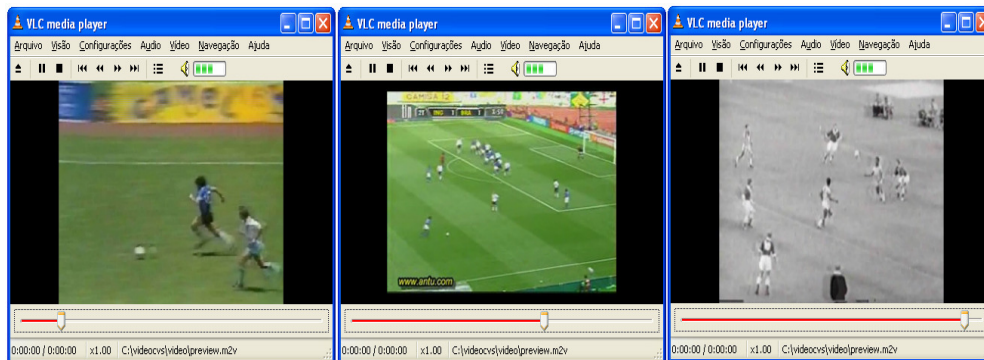 VLC media player
Arquivo Visão Configurações Audio Vídeo Navegação Ajuda
0:00:00 / 0:00:00 x1.00 C:\videocvs\video\preview.m2v
VLC media player
Arquivo Visão Configurações Audio Vídeo Navegação Ajuda
www.antu.com
0:00:00 / 0:00:00 x1.00 C:\videocvs\video\preview.m2v
VLC media player
Arquivo Visão Configurações Audio Vídeo Navegação Ajuda
0:00:00 / 0:00:00 x1.00 C:\videocvs\video\preview.m2v